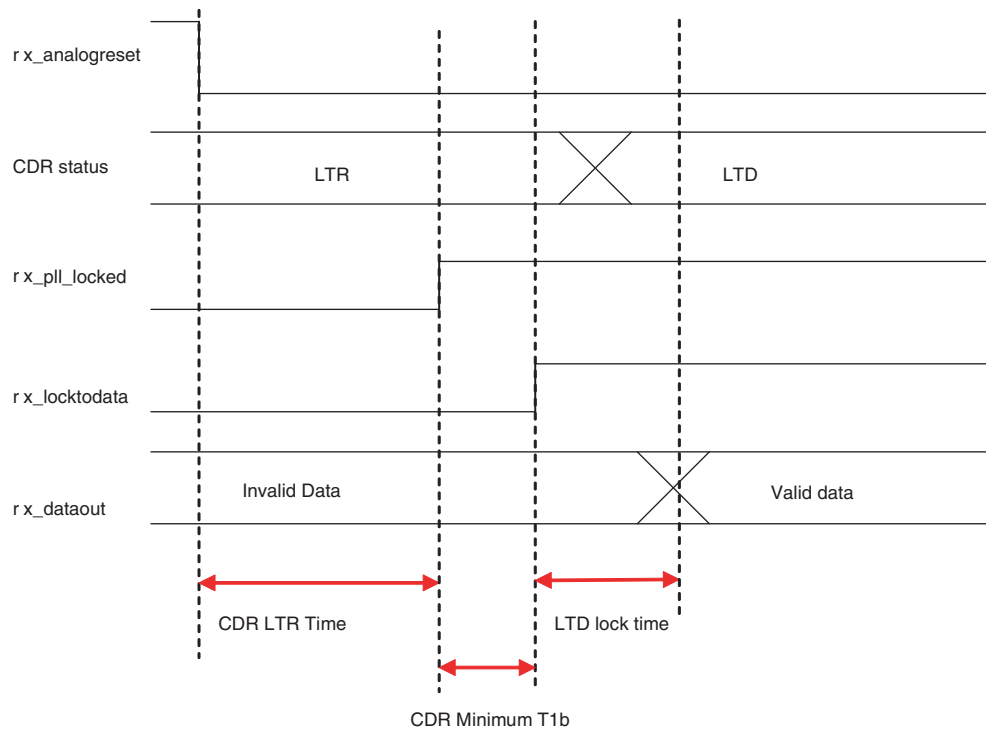 r x_analogreset
CDR status
LTR
LTD
r x_pll_locked
r x_locktodata
Invalid Data
Valid data
r x_dataout
CDR LTR Time
LTD lock time
CDR Minimum T1b